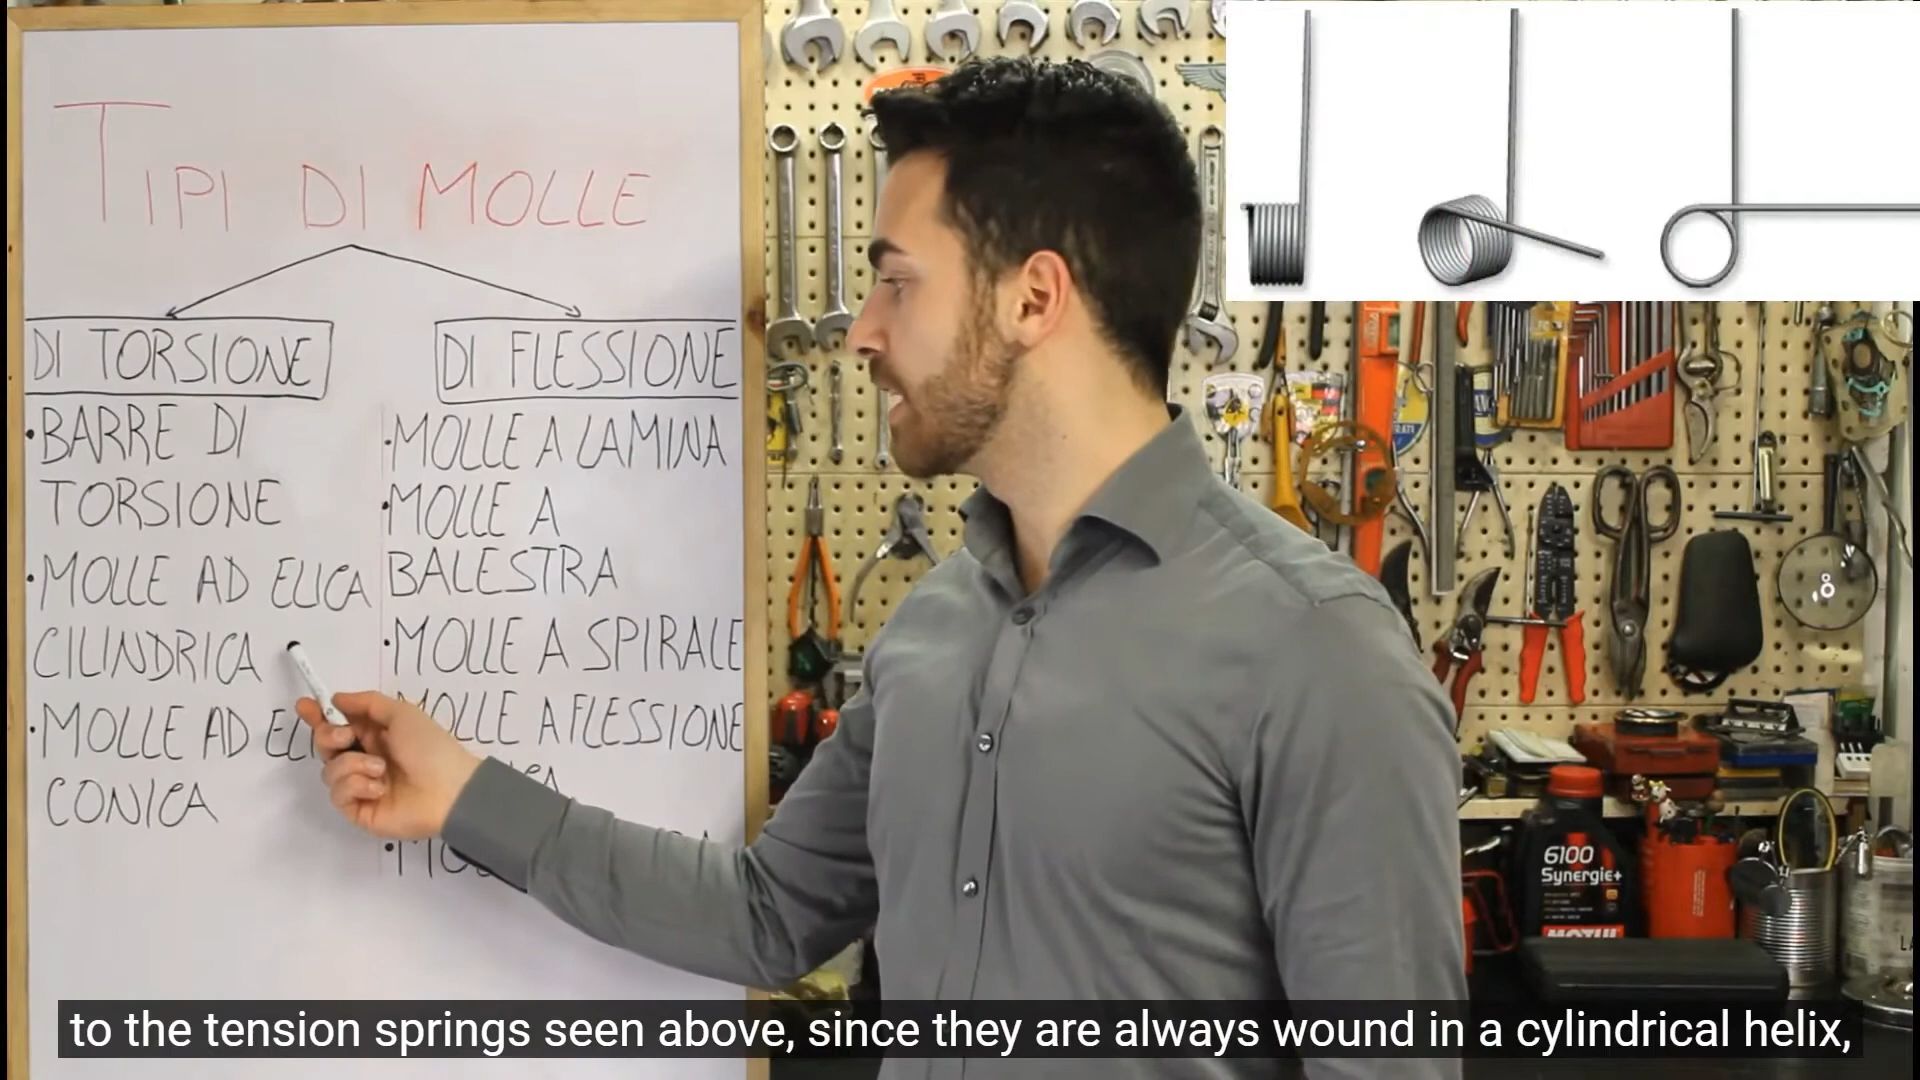 TIPI DI MOLLE
DI TORSIONE
BARRE DI
TORSIONE
MOLLE AD ELICA
CILINDRICA
MOLLE AD
CONICA
DI FLESSIONE
MOLLE A LAMINA
MOLLE A
BALESTRA
MOLLE A SPIRALE
MOLLE A FLESSIONE
6100
Synergie+
MOTUL
to the tension springs seen above, since they are always wound in a cylindrical helix,